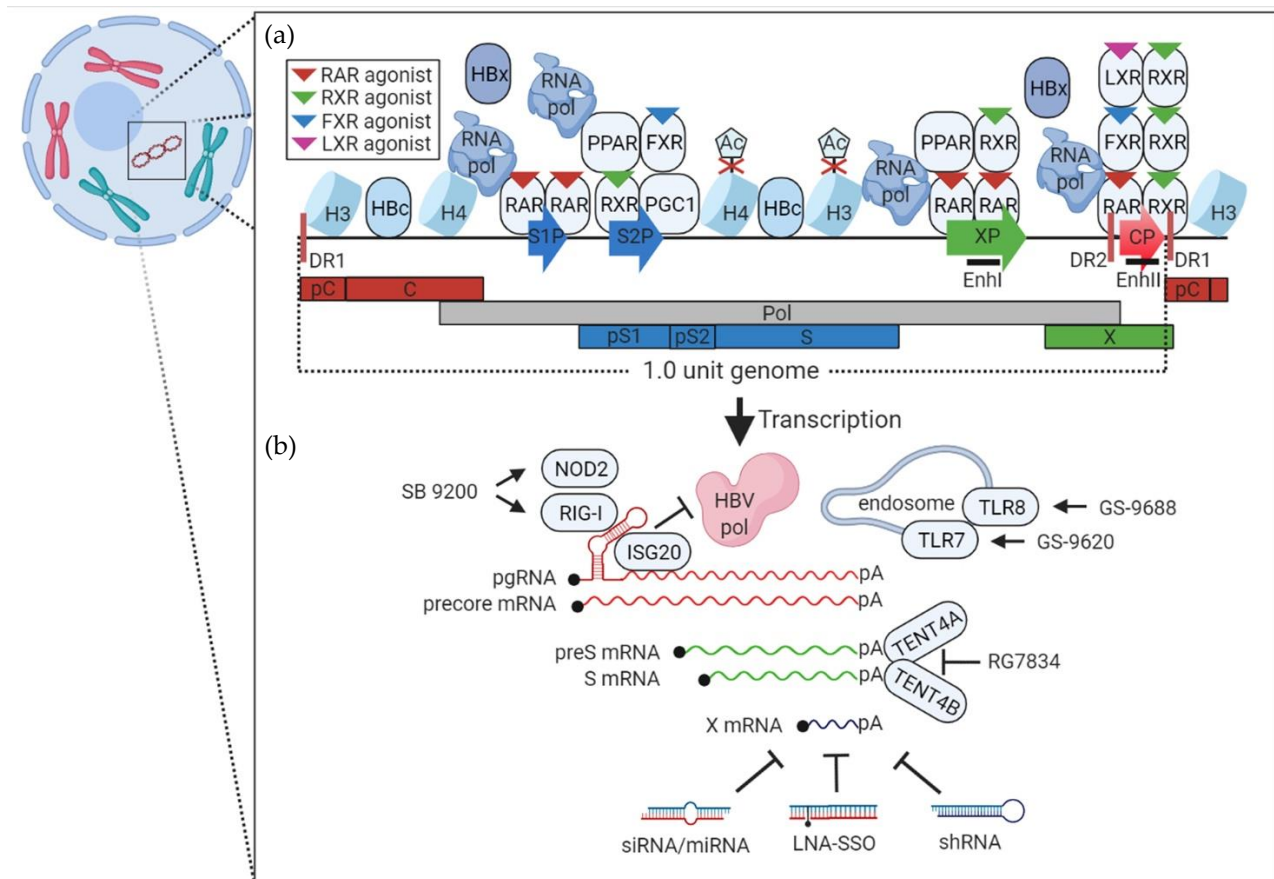 (a)
RAR agonist
RXR agonist
FXR agonist
LXR agonist
HBx
RNA
pol
RNA
pol
PPAR
FXR
Ac
Ac
RNA
pol
PPAR
RXR
HBx
RNA
pol
LXR
RXR
FXR
RXR
H3
HBc
H4
RAR
RAR
RXR
PGC1
H4
HBc
H3
RAR
RAR
RAR
RXR
H3
S1P
S2P
XP
CP
DR1
EnhI
DR2
EnhII
DR1
pC
C
pC
Pol
pS1
pS2
S
X
1.0 unit genome
Transcription
(b)
NOD2
SB 9200
RIG-I
HBV
pol
endosome
TLR8
GS-9688
TLR7
GS-9620
ISG20
pgRNA
pA
precore mRNA
pA
preS mRNA
pA
TENT4A
RG7834
S mRNA
pA
TENT4B
X mRNA
pA
siRNA/miRNA
LNA-SSO
shRNA